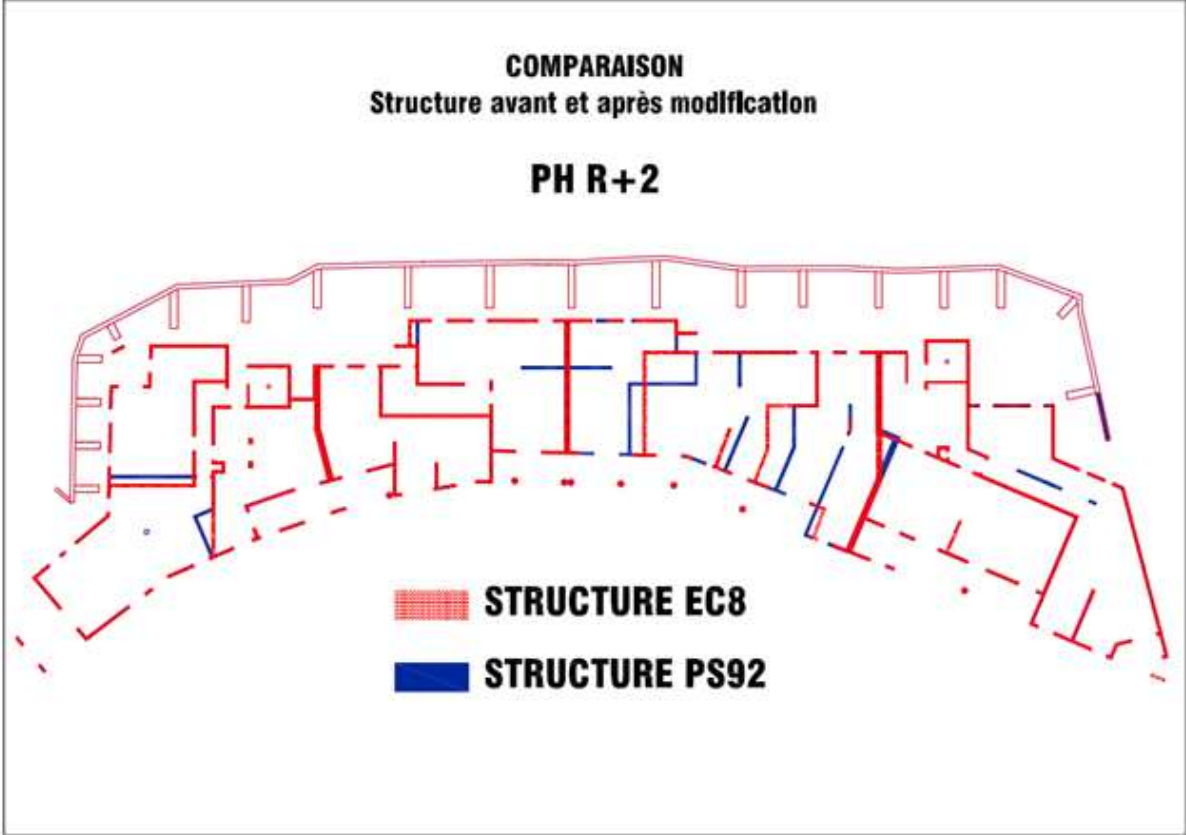 COMPARAISON
Structure avant et après modification
PH R+2
STRUCTURE EC8
STRUCTURE PS92